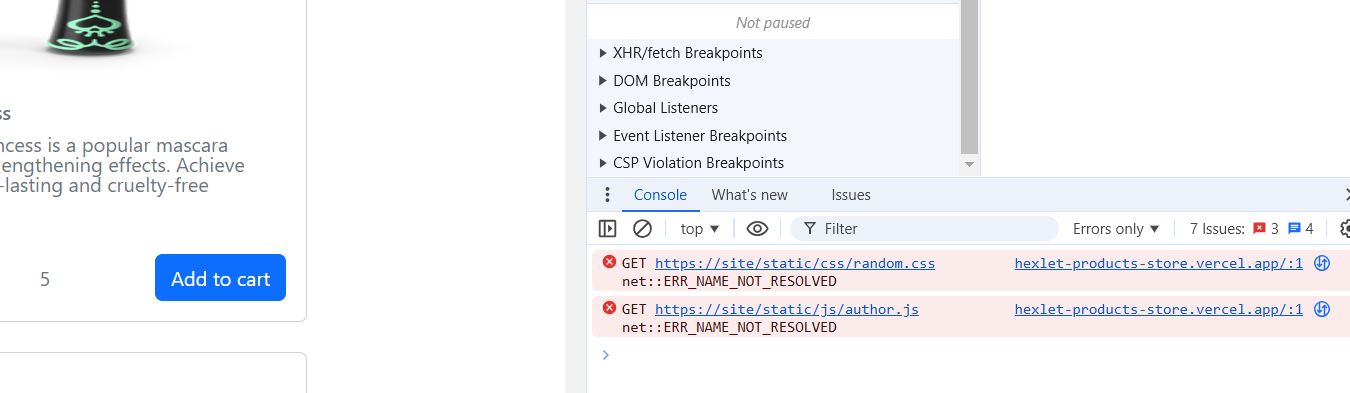 ss
ncess is a popular mascara
engthening effects. Achieve
-lasting and cruelty-free
5
Add to cart
Not paused
XHR/fetch Breakpoints
DOM Breakpoints
Global Listeners
Event Listener Breakpoints
CSP Violation Breakpoints
Console What's new Issues
top Filter Errors only 7 Issues: 3 4
GET https://site/static/css/random.css hexlet-products-store.vercel.app/:1
net::ERR_NAME_NOT_RESOLVED
GET https://site/static/js/author.js hexlet-products-store.vercel.app/:1
net::ERR_NAME_NOT_RESOLVED